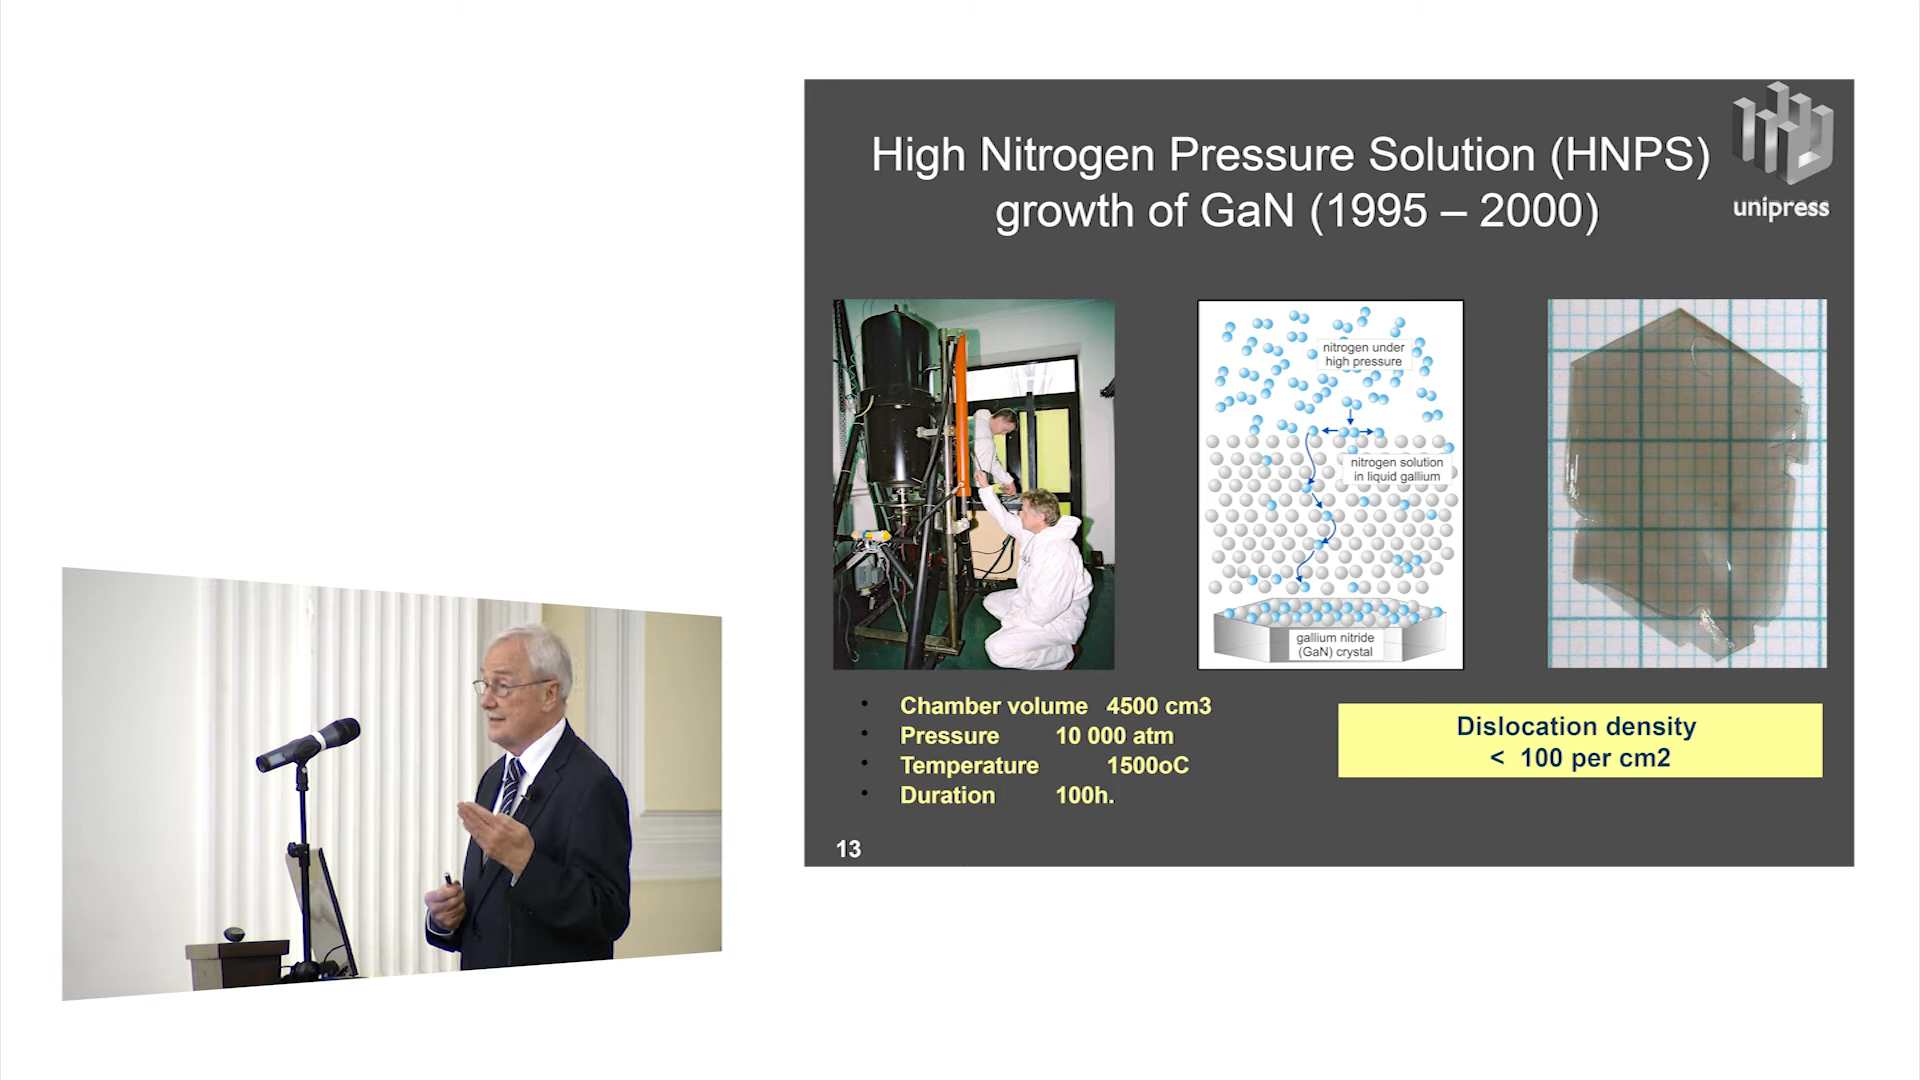 High Nitrogen Pressure Solution (HNPS)
growth of GaN (1995 – 2000)
unipress
nitrogen under
high pressure
nitrogen solution
in liquid gallium
gallium nitride
(GaN) crystal
• Chamber volume 4500 cm3
• Pressure 10 000 atm
• Temperature 1500oC
• Duration 100h.
Dislocation density
< 100 per cm2
13